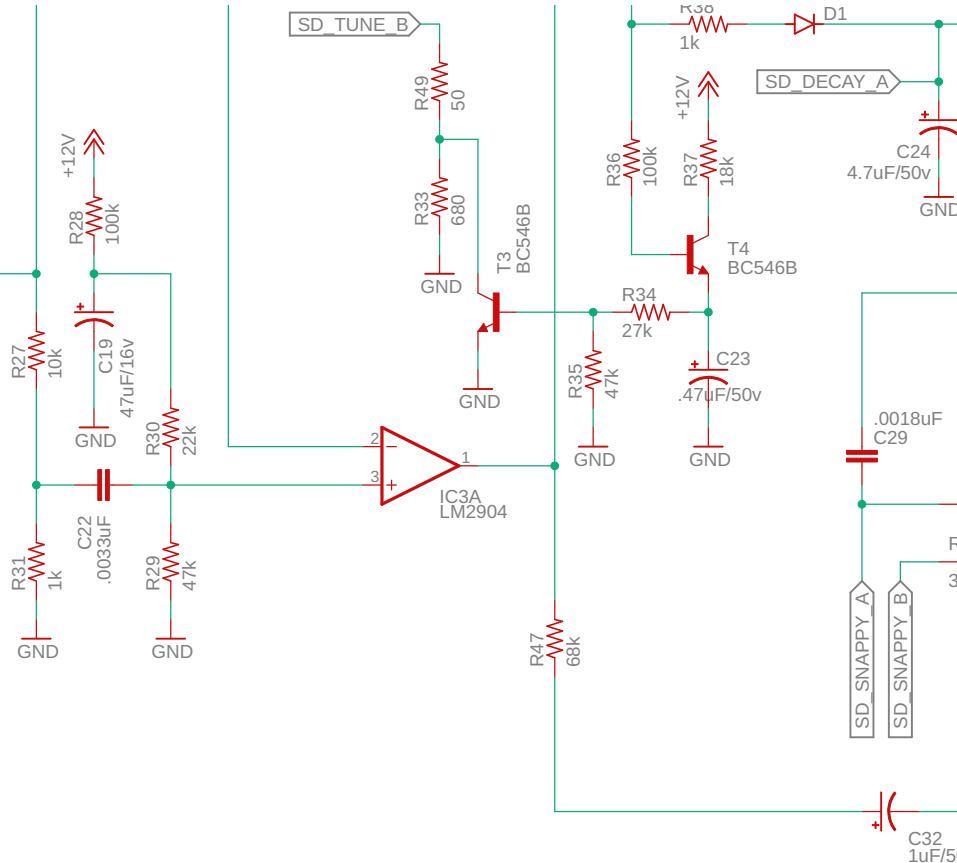 SD_TUNE_B
R38
1k
D1
R49
50
+12V
SD_DECAY_A
+12V
R36
100k
R37
18k
C24
4.7uF/50v
GND
R28
100k
R33
680
GND
T3
BC546B
T4
BC546B
R27
10k
C19
47uF/16v
GND
R34
27k
R35
47k
GND
C23
.47uF/50v
GND
GND
R30
22k
2
3
1
IC3A
LM2904
.0018uF
C29
C22
.0033uF
R31
1k
GND
R29
47k
GND
R
3
SD_SNAPPY_A
SD_SNAPPY_B
R47
68k
C32
1uF/5